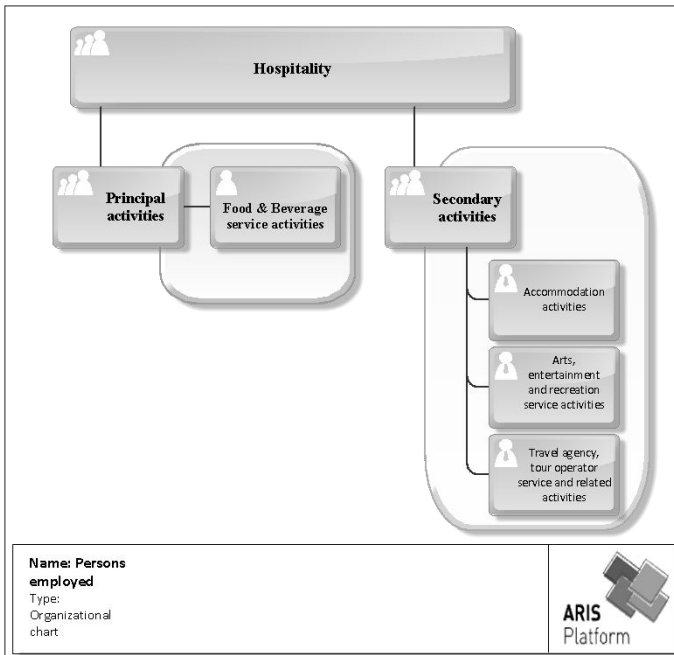 Hospitality
Principal
activities
Food & Beverage
service activities
Secondary
activities
Accommodation
activities
Arts,
entertainment
and recreation
service activities
Travel agency,
tour operator
service and related
activities
Name: Persons
employed
Type:
Organizational
chart
ARIS
Platform